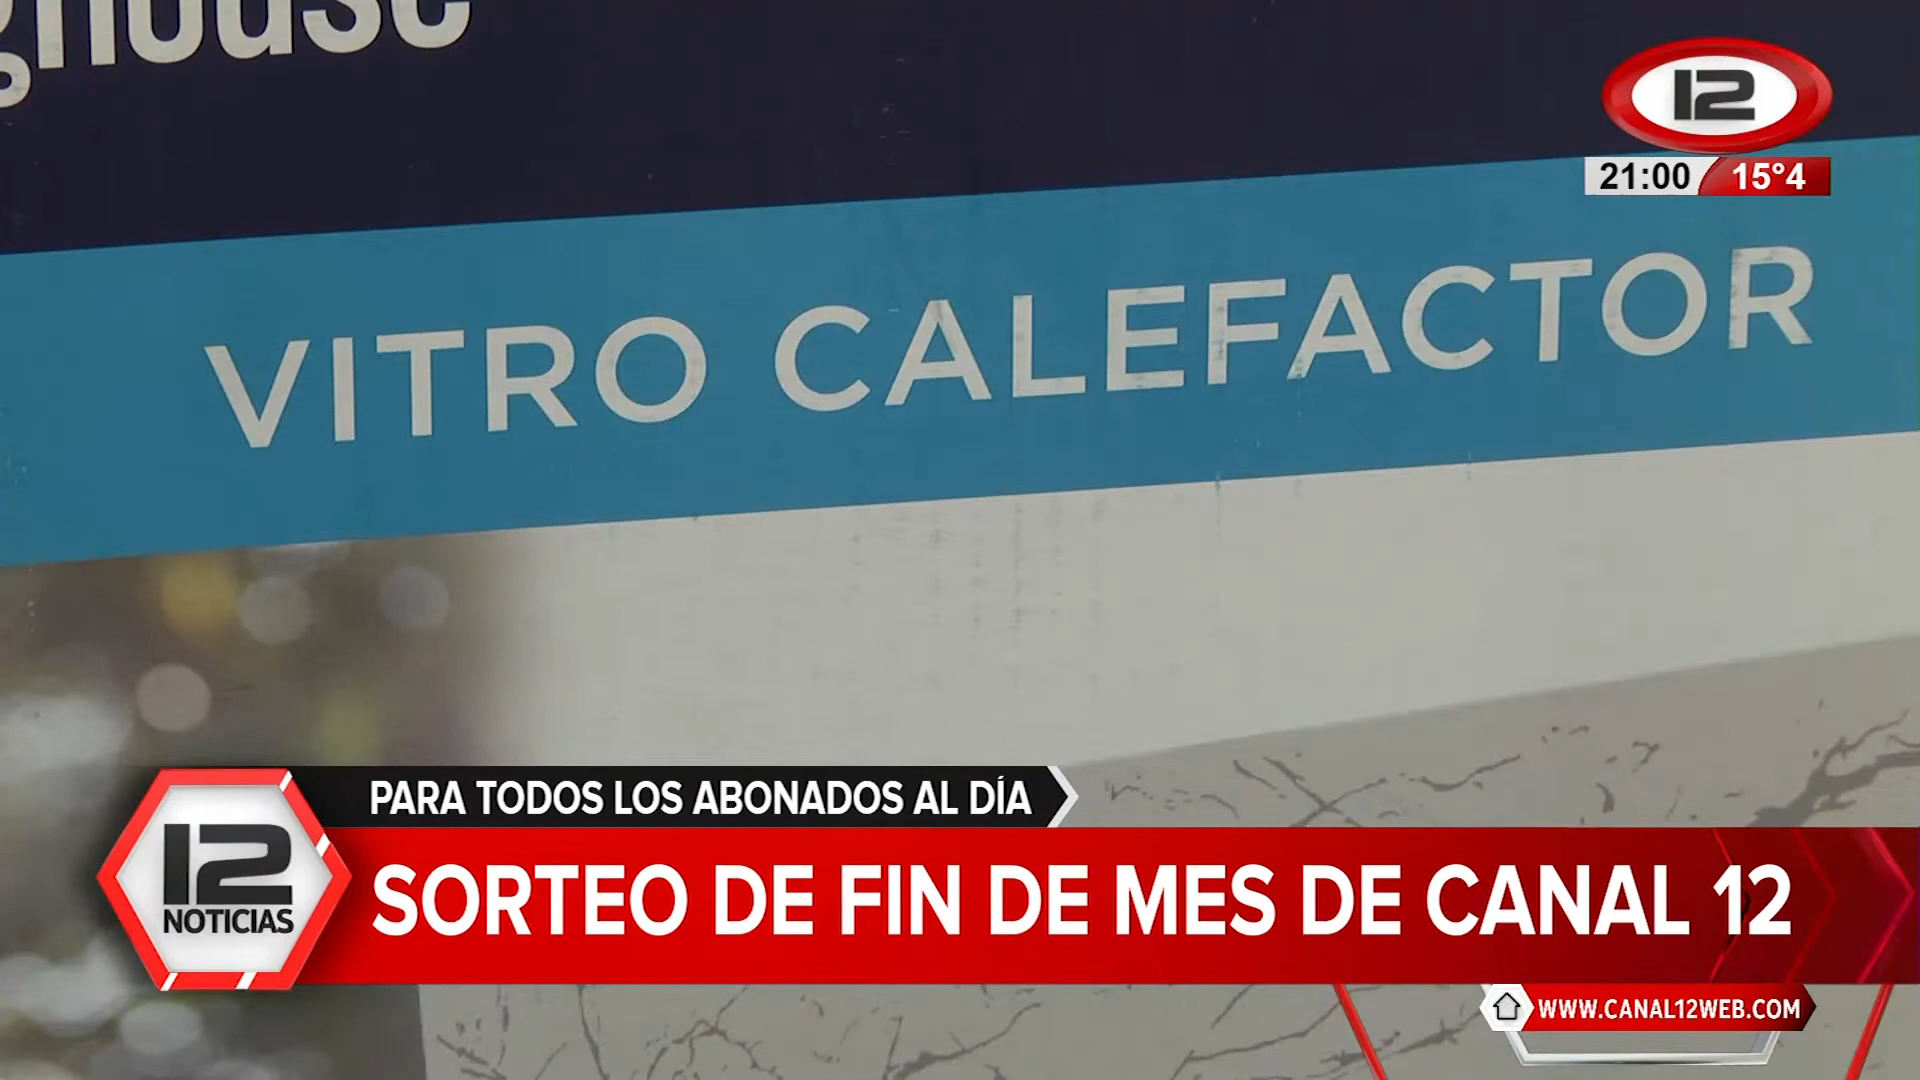 12
21:00 15°4
VITRO CALEFACTOR
PARA TODOS LOS ABONADOS AL DÍA
12
NOTICIAS
SORTEO DE FIN DE MES DE CANAL 12
WWW.CANAL12WEB.COM